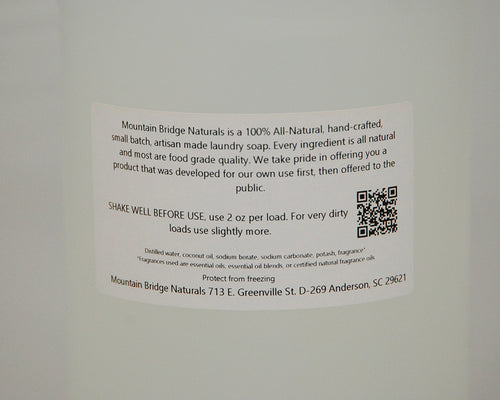 Mountain Bridge Naturals is a 100% All-Natural, hand-crafted,
small batch, artisan made laundry soap. Every ingredient is all natural
and most are food grade quality. We take pride in offering you a
product that was developed for our own use first, then offered to the
public.
SHAKE WELL BEFORE USE, use 2 oz per load. For very dirty
loads use slightly more.
Distilled water, coconut oil, sodium borate, sodium carbonate, potash, fragrance*
*Fragrances used are essential oils, essential oil blends, or certified natural fragrance oils
Protect from freezing
Mountain Bridge Naturals 713 E. Greenville St. D-269 Anderson, SC 29621